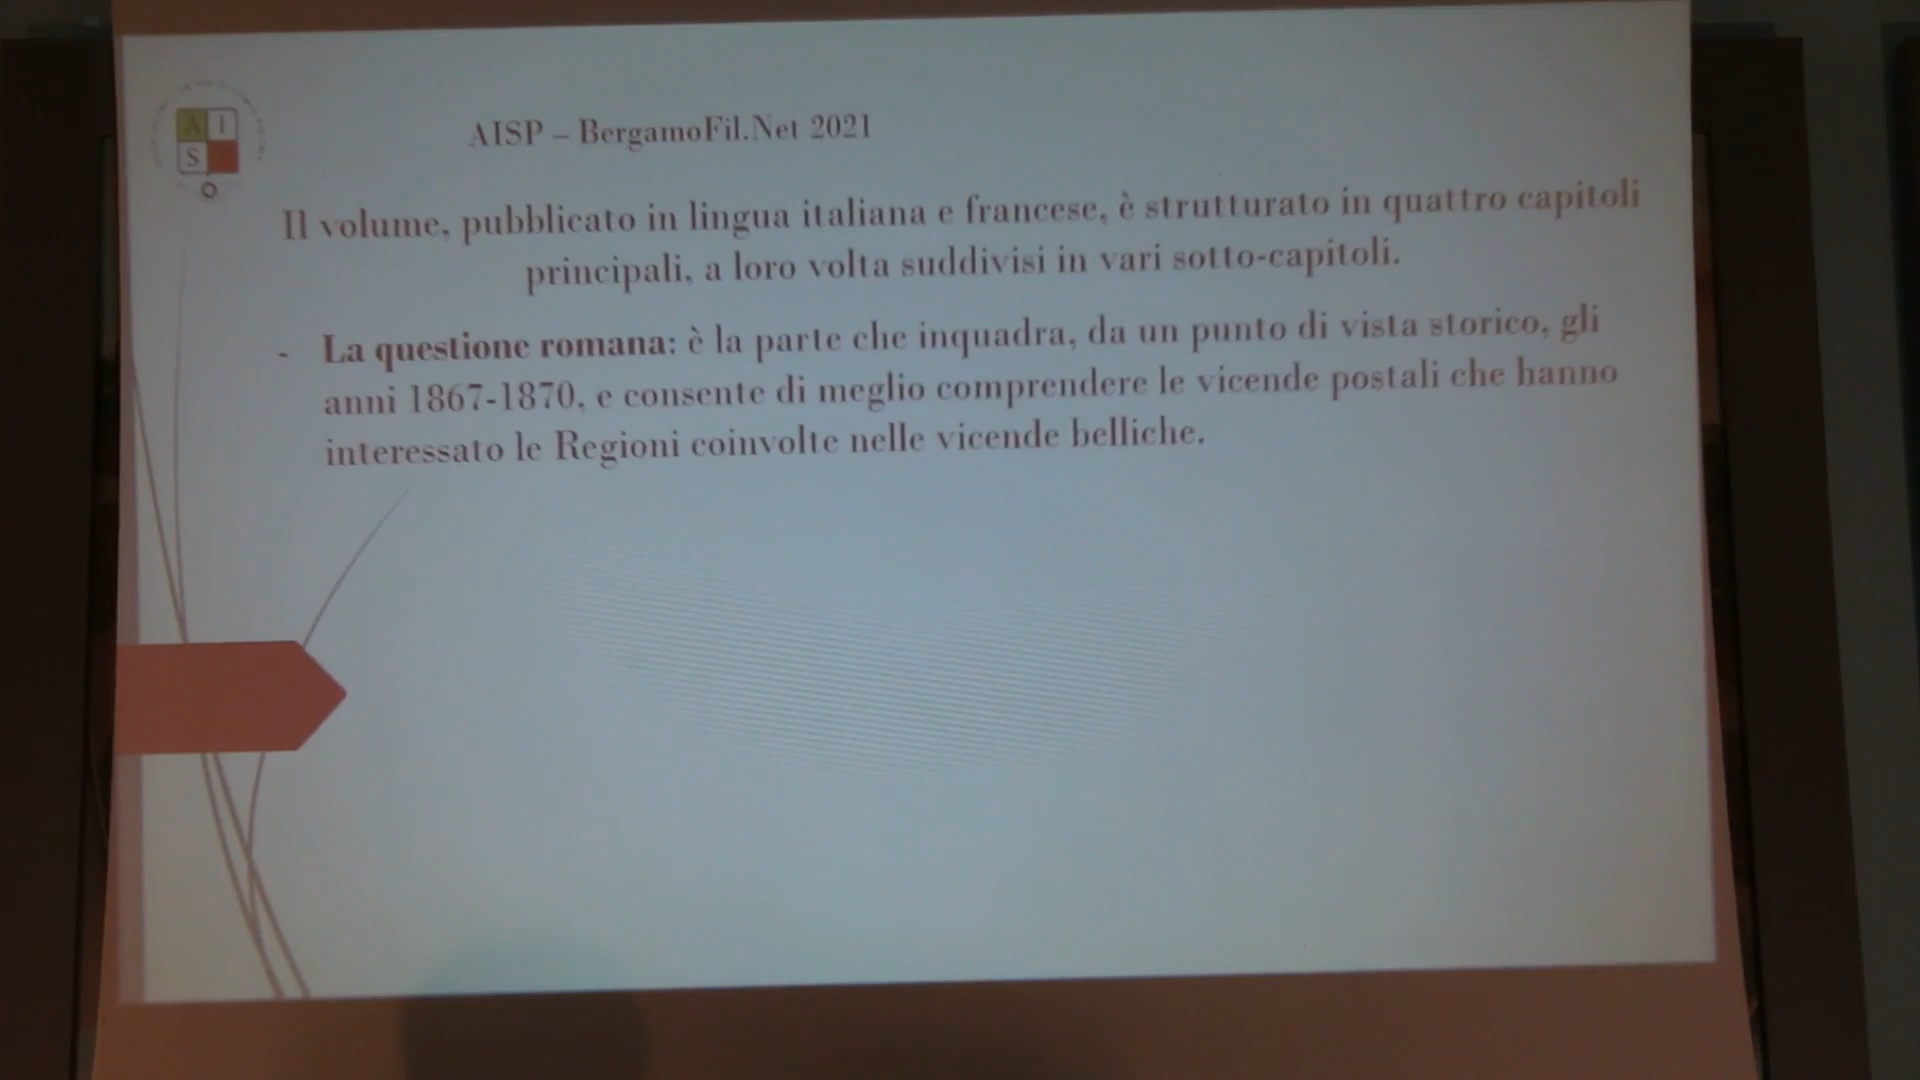 A I
S
AISP – BergamoFil.Net 2021
Il volume, pubblicato in lingua italiana e francese, è strutturato in quattro capitoli
principali, a loro volta suddivisi in vari sotto-capitoli.
- La questione romana: è la parte che inquadra, da un punto di vista storico, gli
anni 1867-1870, e consente di meglio comprendere le vicende postali che hanno
interessato le Regioni coinvolte nelle vicende belliche.